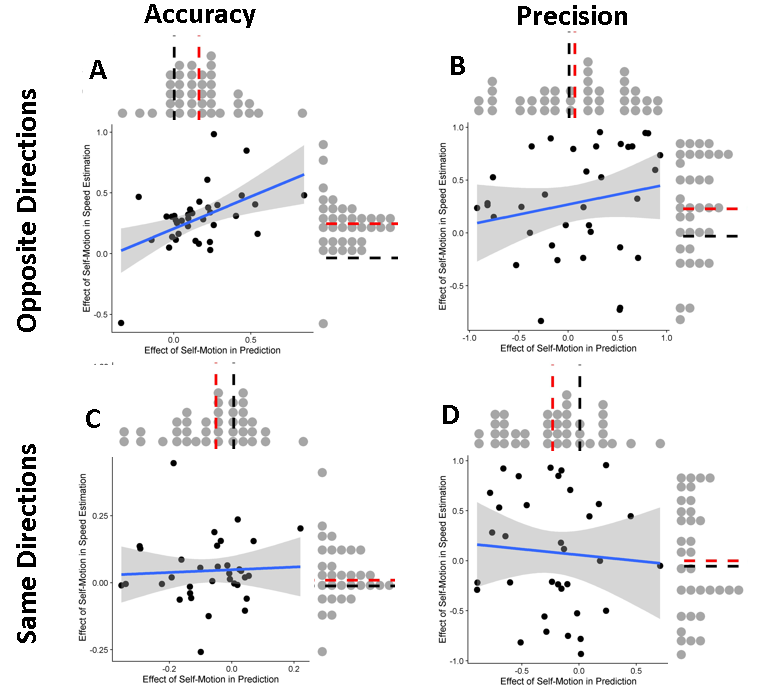 Accuracy
Precision
Opposite Directions
Same Directions
A
Effect of Self-Motion in Speed Estimation
1.0
0.5
0.0
-0.5
0.0
0.5
Effect of Self-Motion in Prediction
B
Effect of Self-Motion in Speed Estimation
1.0
0.5
0.0
-0.5
-1.0
-0.5
0.0
0.5
1.0
Effect of Self-Motion in Prediction
C
Effect of Self-Motion in Speed Estimation
0.25
0.00
-0.25
-0.2
0.0
0.2
Effect of Self-Motion in Prediction
D
Effect of Self-Motion in Speed Estimation
1.0
0.5
0.0
-0.5
-1.0
-0.5
0.0
0.5
Effect of Self-Motion in Prediction